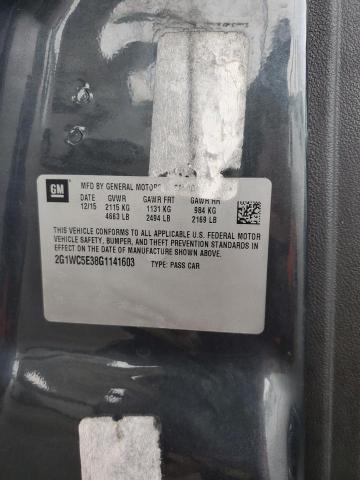 GM
MFD BY GENERAL MOTORS
DATE GVWR GAWR FRT GAWR RR
12/15 2115 KG 1131 KG 984 KG
4663 LB 2494 LB 2169 LB
THIS VEHICLE CONFORMS TO ALL APPLICABLE U.S. FEDERAL MOTOR
VEHICLE SAFETY, BUMPER, AND THEFT PREVENTION STANDARDS IN
EFFECT ON THE DATE OF MANUFACTURE SHOWN ABOVE.
2G1WC5E38G1141603 TYPE: PASS CAR